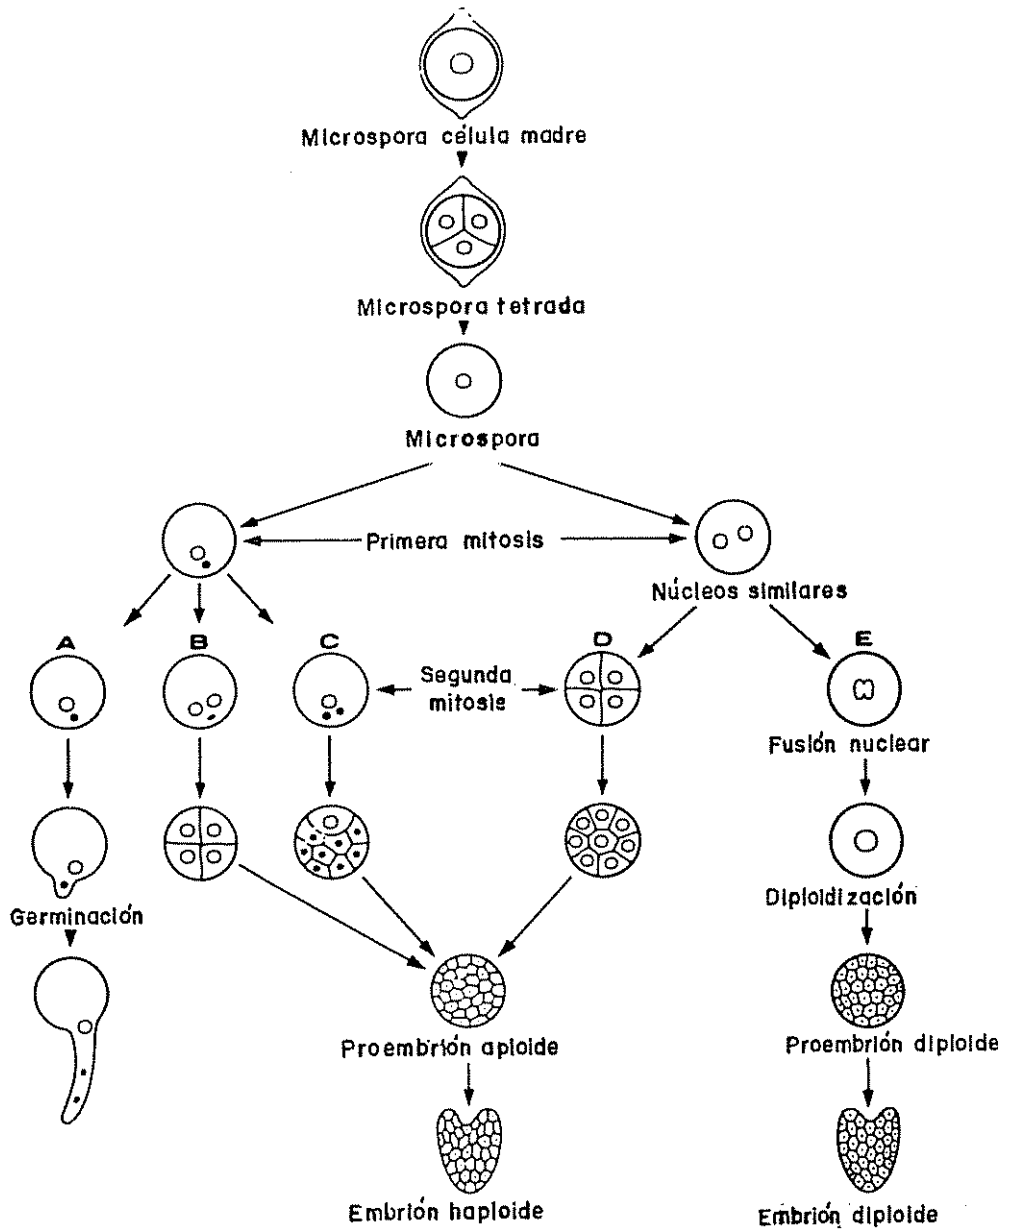 Microspora célula madre
Microspora tetrada
Microspora
Primera mitosis
Núcleos similares
A
B
C
D
E
Segunda
mitosis
Fusión nuclear
Germinación
Diploidización
Proembrión aploide
Proembrión diploide
Embrión haploide
Embrión diploide